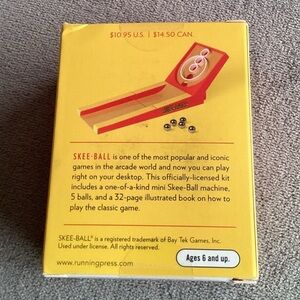 $10.95 U.S. | $14.50 CAN.
SKEE-BALL is one of the most popular and iconic
games in the arcade world and now you can play
right on your desktop. This officially-licensed kit
includes a one-of-a-kind mini Skee-Ball machine,
5 balls, and a 32-page illustrated book on how to
play the classic game.
SKEE-BALL® is a registered trademark of Bay Tek Games, Inc.
Used under license. All rights reserved.
www.runningpress.com
Ages 6 and up.